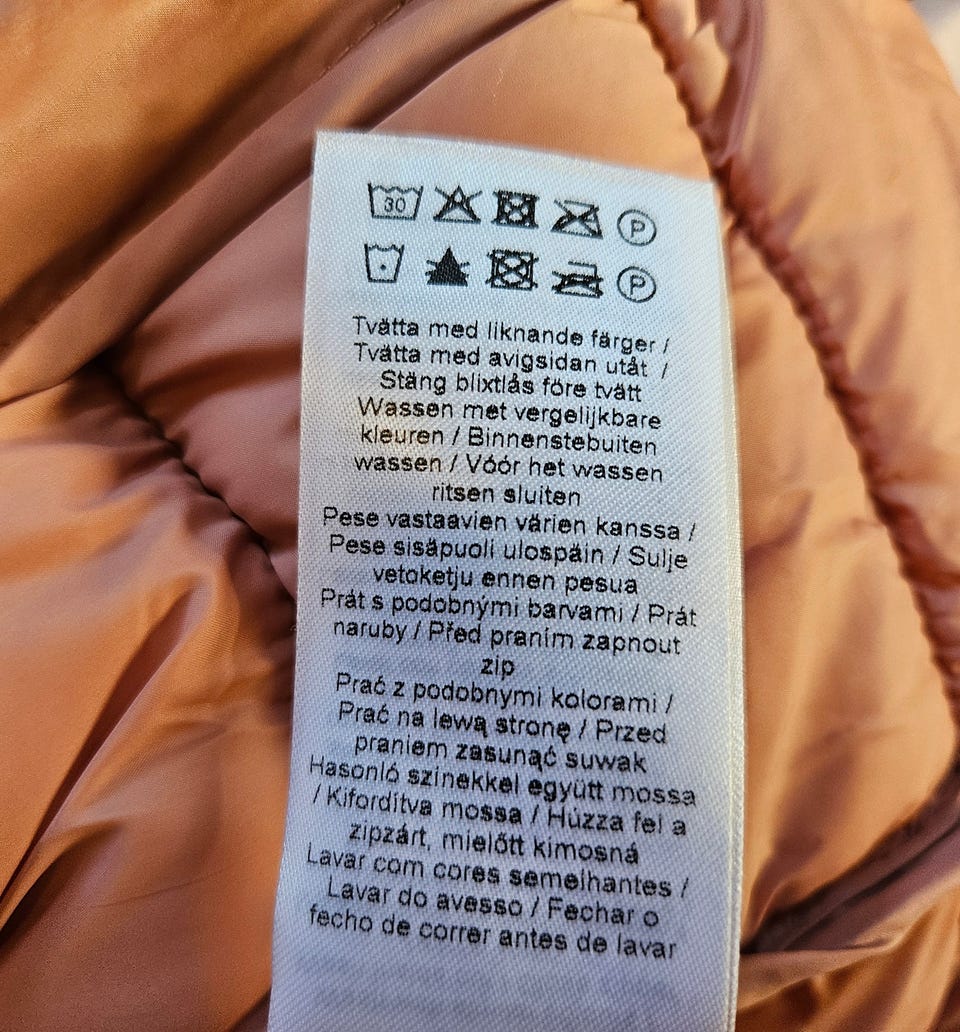 30 P
P
Tvätta med liknande färger /
Tvätta med avigsidan utåt /
Stäng blixtlås före tvätt
Wassen met vergelijkbare
kleuren / Binnenstebuiten
wassen / Vóór het wassen
ritsen sluiten
Pese vastaavien värien kanssa /
Pese sisäpuoli ulospäin / Sulje
vetoketju ennen pesua
Prát s podobnými barvami / Prát
naruby / Před praním zapnout
zip
Prać z podobnymi kolorami /
Prać na lewą stronę / Przed
praniem zasunąć suwak
Hasonló színekkel együtt mossa
/ Kifordítva mossa / Húzza fel a
zipzárt, mielőtt kimosná
Lavar com cores semelhantes /
Lavar do avesso / Fechar o
fecho de correr antes de lavar